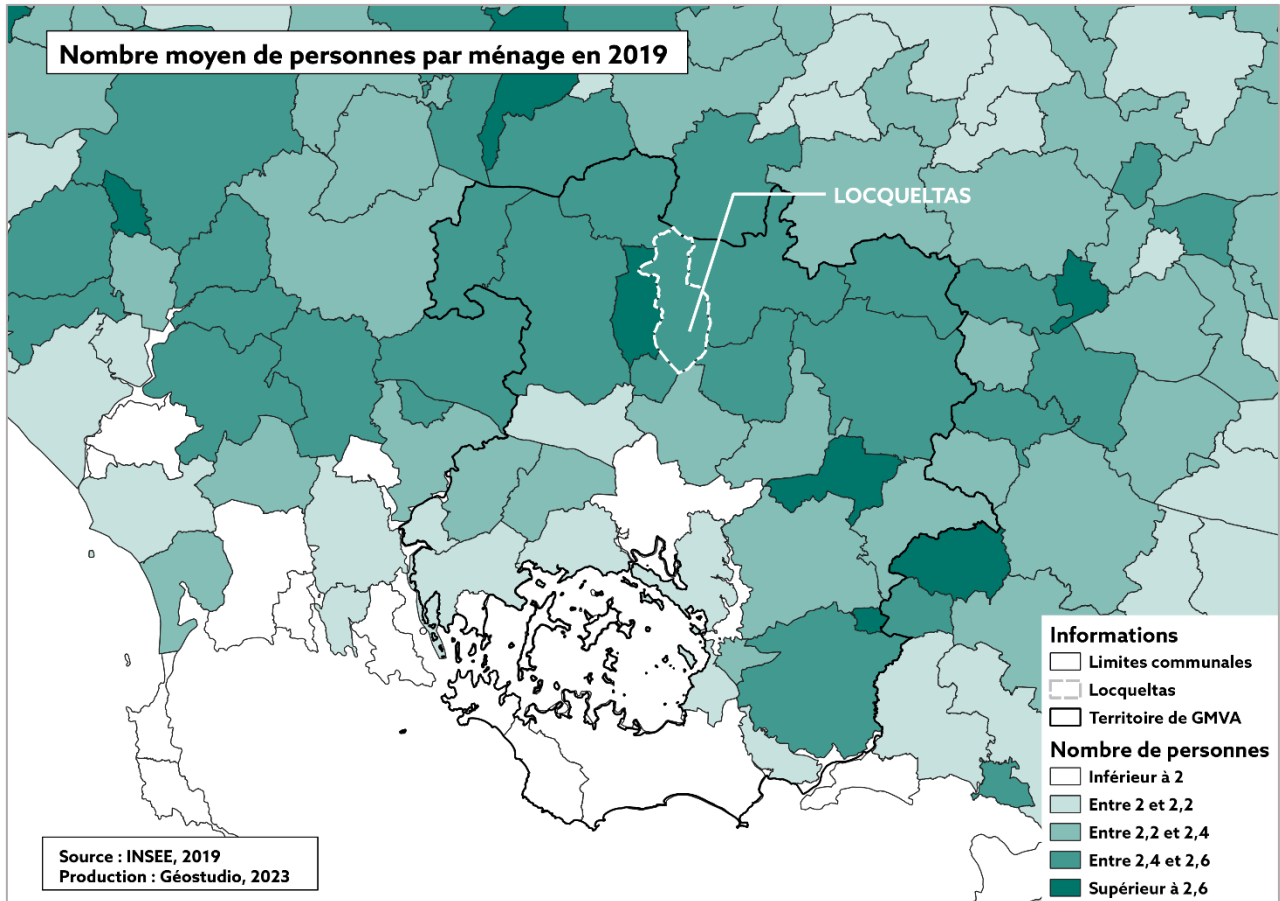 Nombre moyen de personnes par ménage en 2019
LOCQUELTAS
Informations
Limites communales
Locqueltas
Territoire de GMVA
Nombre de personnes
Inférieur à 2
Entre 2 et 2,2
Entre 2,2 et 2,4
Entre 2,4 et 2,6
Supérieur à 2,6
Source : INSEE, 2019
Production : Géostudio, 2023